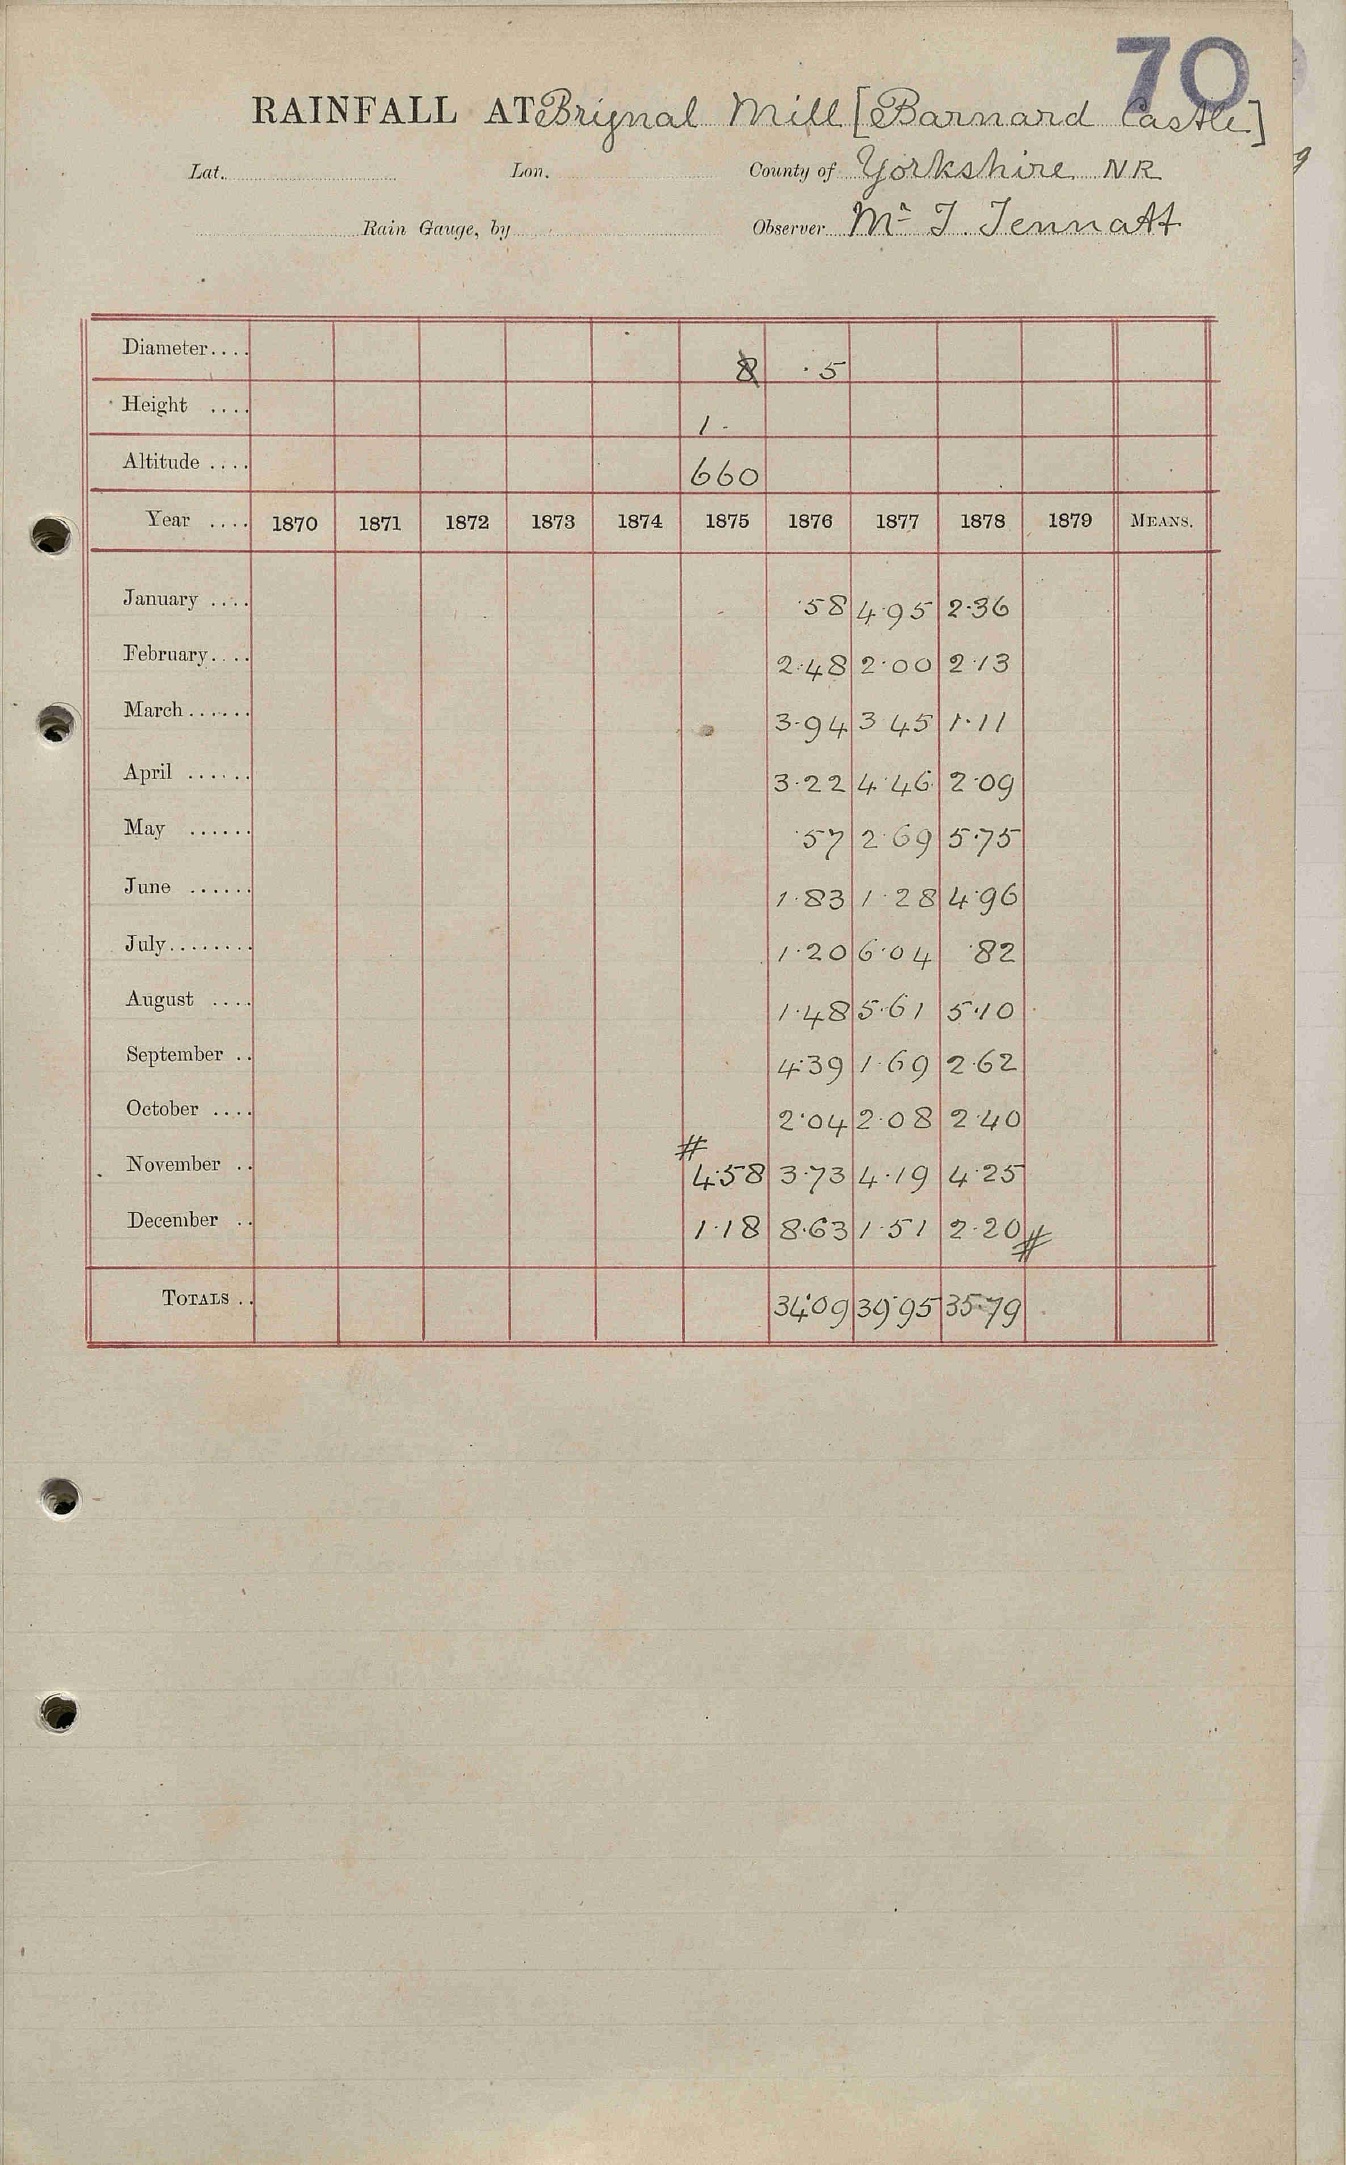 70
RAINFALL AT Brignal Mill [Barnard Castle]
Lat. Lon. County of Yorkshire NR
Rain Gauge, by Observer Mr T. Tennatt
Diameter.... 8 .5
Height .... 1.
Altitude .... 660
Year .... 1870 1871 1872 1873 1874 1875 1876 1877 1878 1879 MEANS.
January .... .58 4.95 2.36
February.... 2.48 2.00 2.13
March...... 3.94 3 45 1.11
April ...... 3.22 4.46 2.09
May ...... .57 2.69 5.75
June ...... 1.83 1.28 4.96
July........ 1.20 6.04 .82
August .... 1.48 5.61 5.10
September .. 4.39 1.69 2.62
October .... 2.04 2.08 2.40
November .. # 4.58 3.73 4.19 4.25
December .. 1.18 8.63 1.51 2.20 #
TOTALS .. 34.09 39.95 35.79